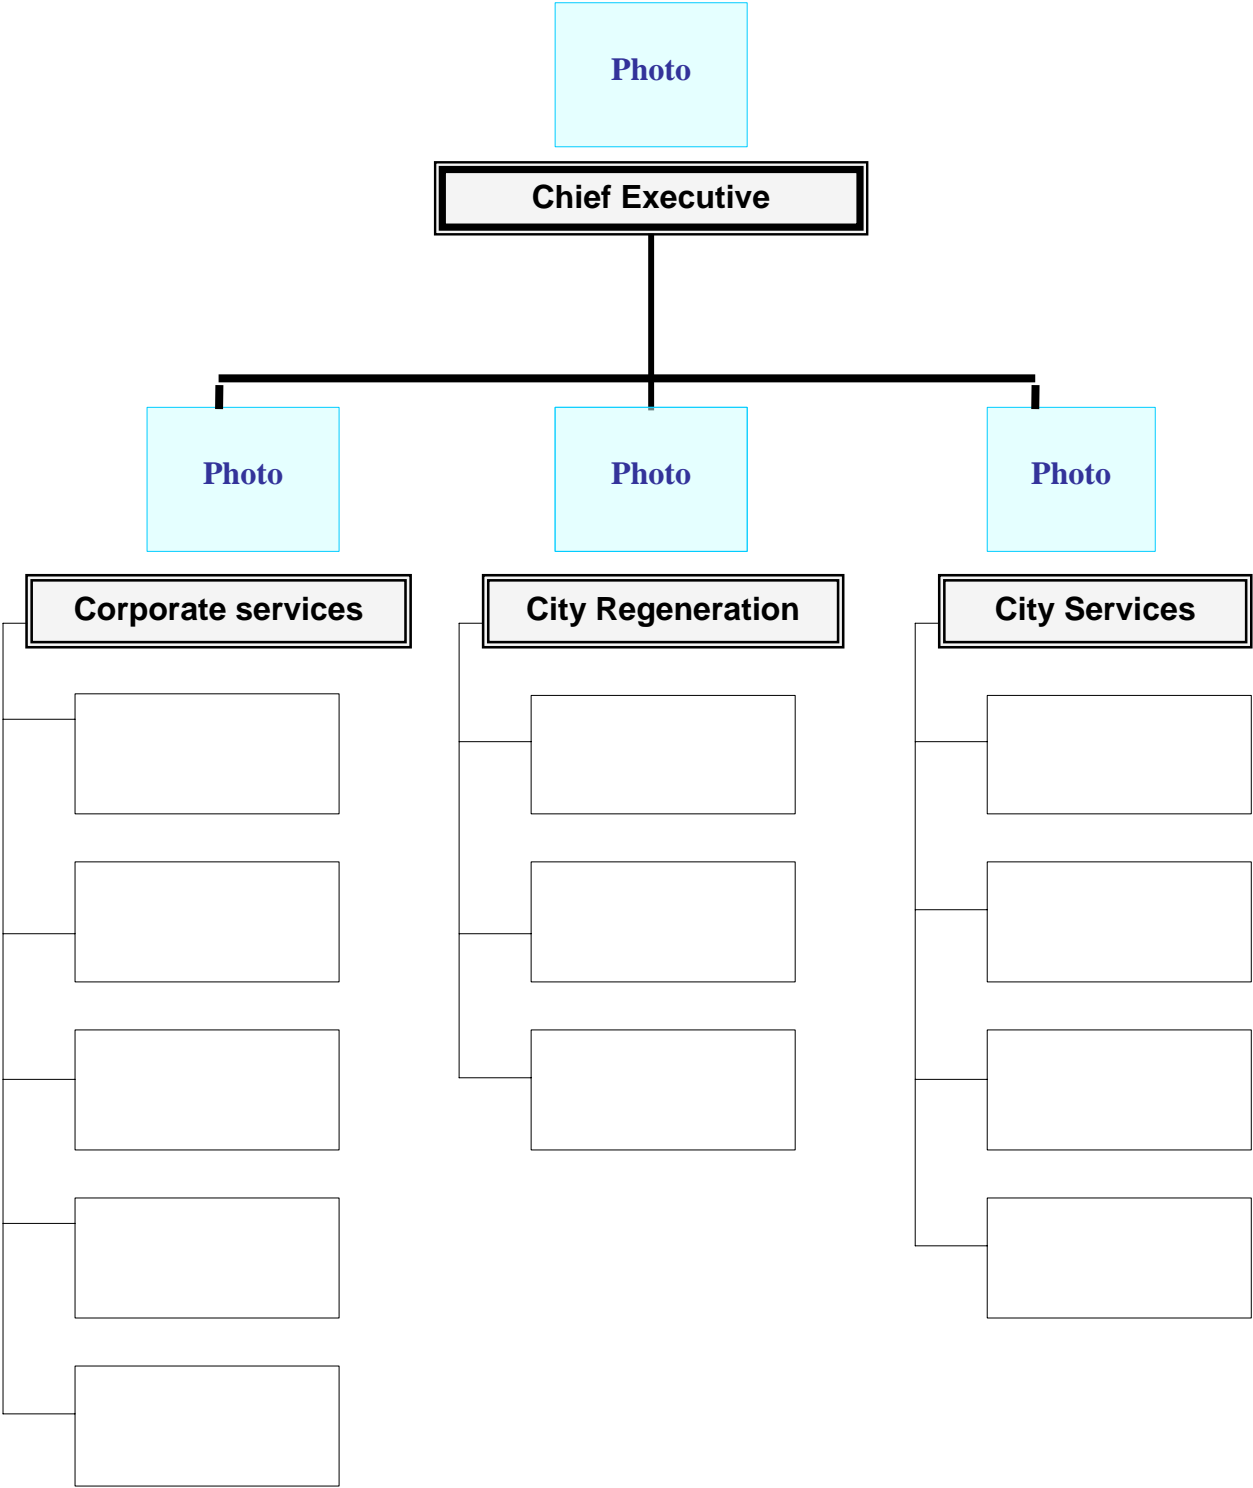 Photo
Chief Executive
Photo
Photo
Photo
Corporate services
City Regeneration
City Services